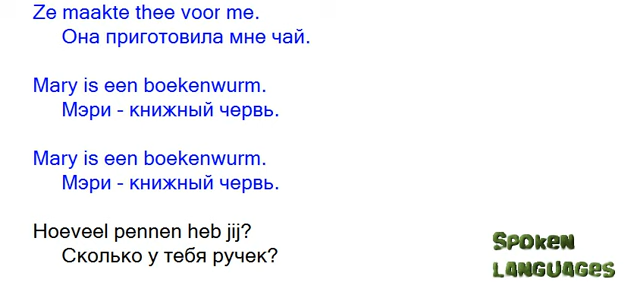 Ze maakte thee voor me.
Она приготовила мне чай.
Mary is een boekenwurm.
Мэри - книжный червь.
Mary is een boekenwurm.
Мэри - книжный червь.
Hoeveel pennen heb jij?
Сколько у тебя ручек?
Spoken
Languages